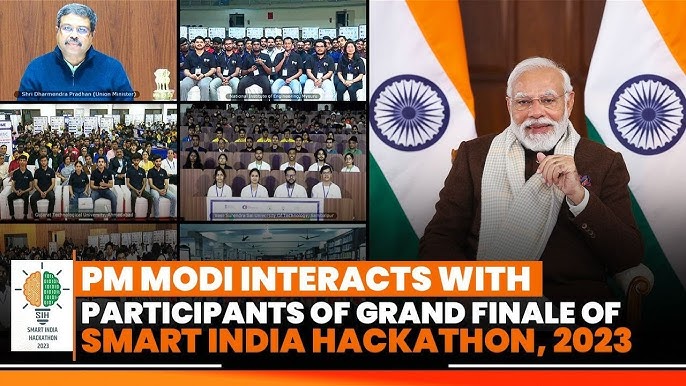 Shri Dharmendra Pradhan (Union Minister)
National Institute of Engineering, Mysuru
Gujarat Technological University, Ahmedabad
Veer Surendra Sai University Of Technology, Sambalpur
SIH
SMART INDIA
HACKATHON
2023
PM MODI INTERACTS WITH
PARTICIPANTS OF GRAND FINALE OF
SMART INDIA HACKATHON, 2023